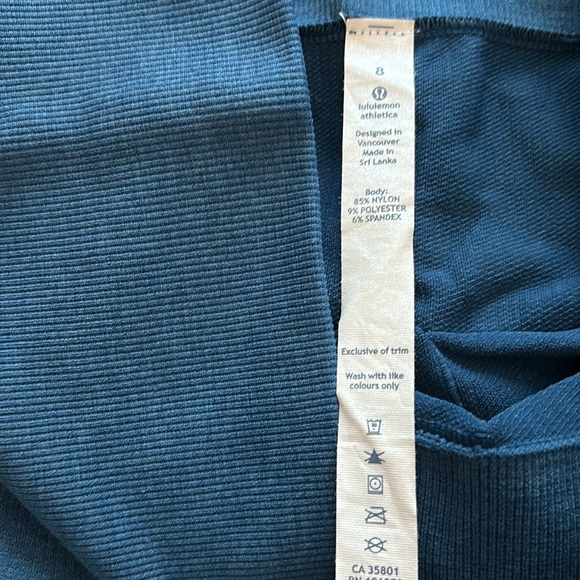 8
lululemon
athletica
Designed in
Vancouver
Made in
Sri Lanka
Body:
85% NYLON
9% POLYESTER
6% SPANDEX
Exclusive of trim
Wash with like
colours only
30
CA 35801